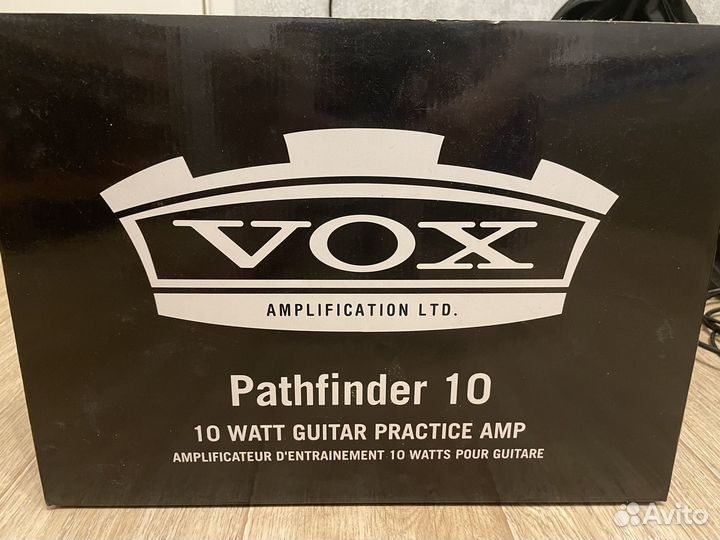 VOX
AMPLIFICATION LTD.
Pathfinder 10
10 WATT GUITAR PRACTICE AMP
AMPLIFICATEUR D'ENTRAINEMENT 10 WATTS POUR GUITARE
Avito